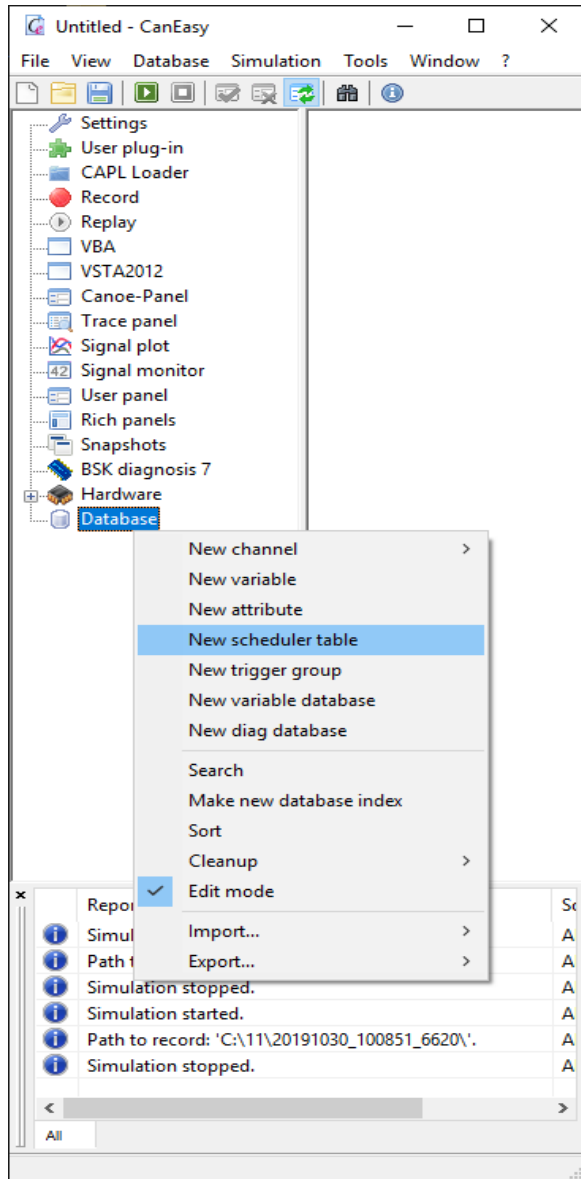 Untitled - CanEasy
File View Database Simulation Tools Window ?
Settings
User plug-in
CAPL Loader
Record
Replay
VBA
VSTA2012
Canoe-Panel
Trace panel
Signal plot
42 Signal monitor
User panel
Rich panels
Snapshots
BSK diagnosis 7
Hardware
Database
New channel
New variable
New attribute
New scheduler table
New trigger group
New variable database
New diag database
Search
Make new database index
Sort
Cleanup
Edit mode
Import...
Export...
Simulation stopped.
Simulation started.
Path to record: 'C:\11\20191030_100851_6620\'.
Simulation stopped.
All